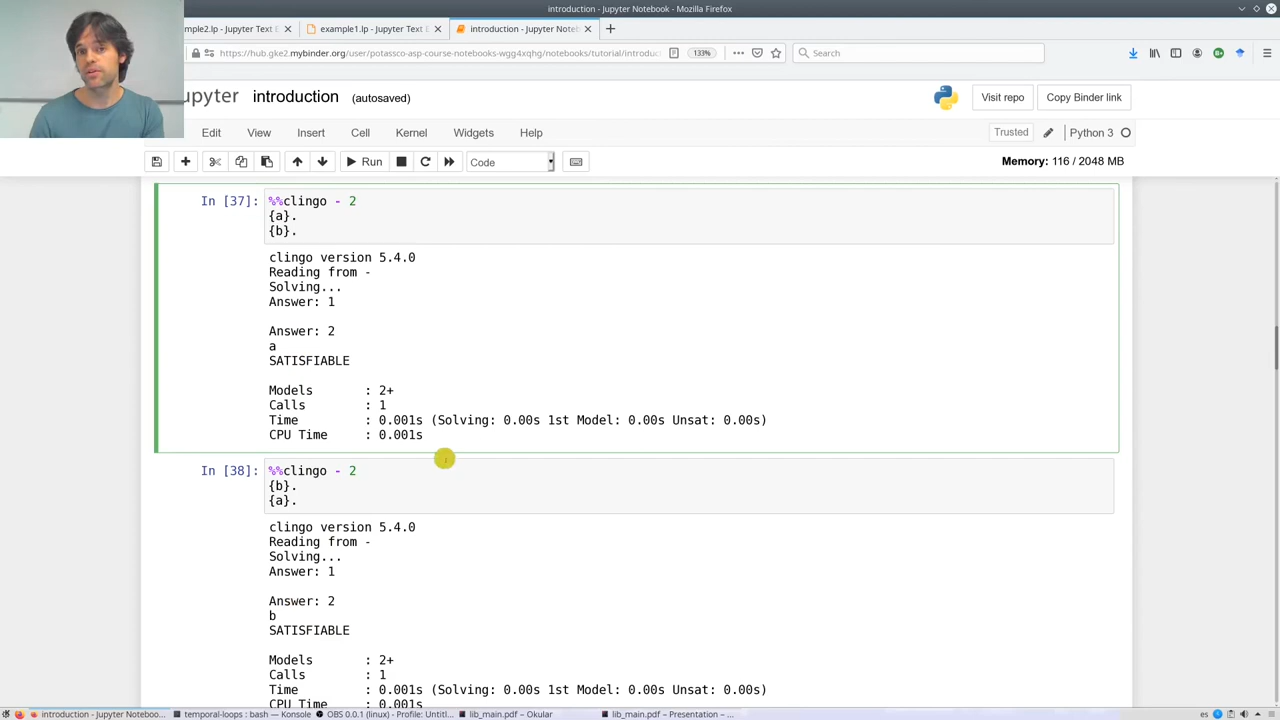 introduction - Jupyter Notebook - Mozilla Firefox
mple2.lp - Jupyter Text E
example1.lp - Jupyter Text E
introduction - Jupyter Note
https://hub.gke2.mybinder.org/user/potassco-asp-course-notebooks-wgg4xqhg/notebooks/tutorial/introduc
133%
Search
upyter introduction (autosaved)
Visit repo
Copy Binder link
Edit View Insert Cell Kernel Widgets Help
Trusted
Python 3
Run
Code
Memory: 116 / 2048 MB
In [37]: %%clingo - 2
{a}.
{b}.
clingo version 5.4.0
Reading from -
Solving...
Answer: 1
Answer: 2
a
SATISFIABLE
Models : 2+
Calls : 1
Time : 0.001s (Solving: 0.00s 1st Model: 0.00s Unsat: 0.00s)
CPU Time : 0.001s
In [38]: %%clingo - 2
{b}.
{a}.
clingo version 5.4.0
Reading from -
Solving...
Answer: 1
Answer: 2
b
SATISFIABLE
Models : 2+
Calls : 1
Time : 0.001s (Solving: 0.00s 1st Model: 0.00s Unsat: 0.00s)
CPU Time : 0.001s
introduction - Jupyter Noteboo...
temporal-loops : bash — Konsole
OBS 0.0.1 (linux) - Profile: Untitl...
lib_main.pdf – Okular
lib_main.pdf – Presentation – ...
es